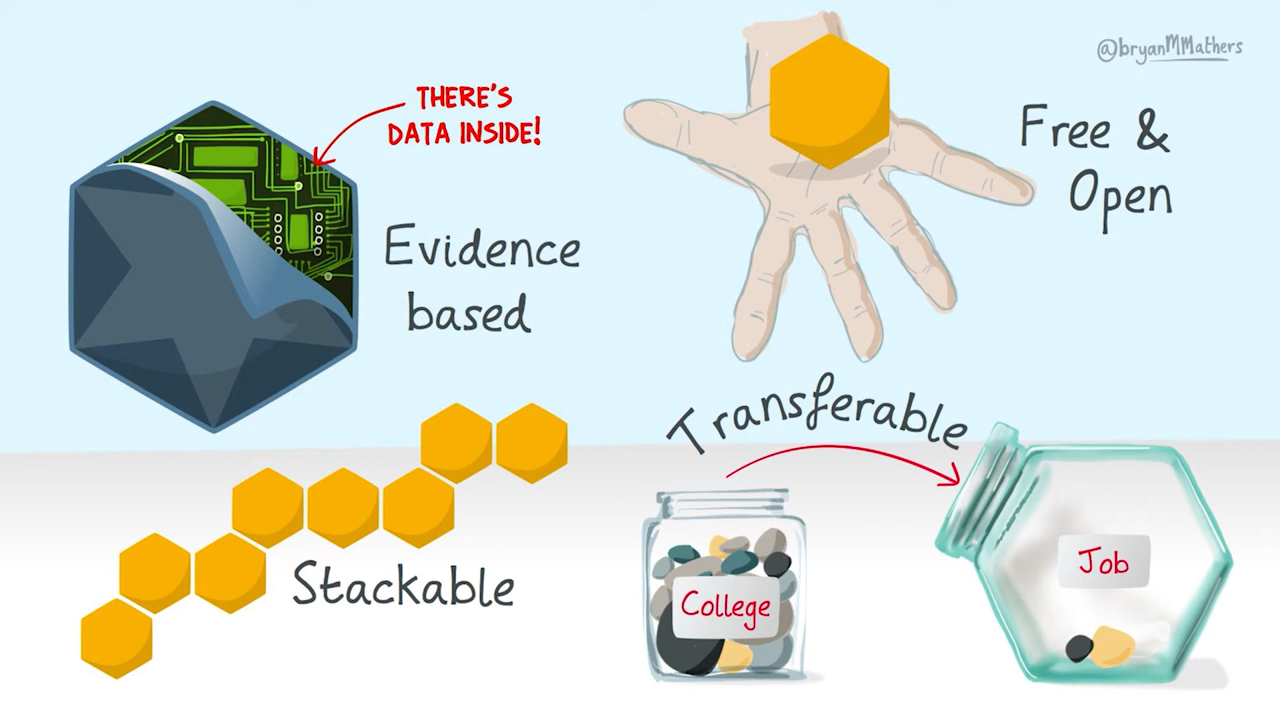 @bryanMMathers
THERE'S
DATA INSIDE!
Free &
Open
Evidence
based
Transferable
Stackable
College
Job